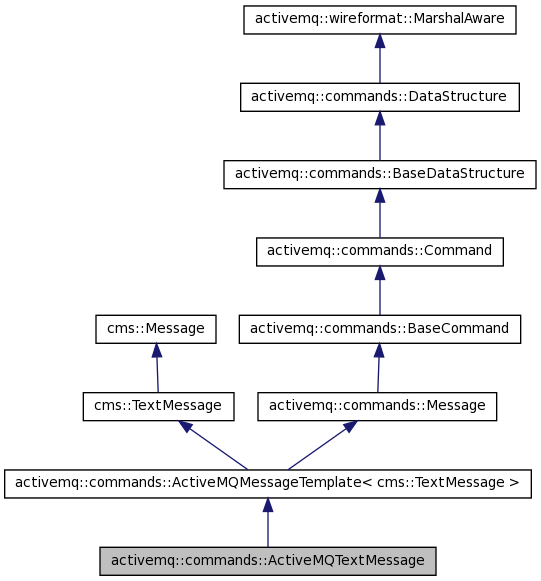 activemq::wireformat::MarshalAware
activemq::commands::DataStructure
activemq::commands::BaseDataStructure
activemq::commands::Command
cms::Message
activemq::commands::BaseCommand
cms::TextMessage
activemq::commands::Message
activemq::commands::ActiveMQMessageTemplate< cms::TextMessage >
activemq::commands::ActiveMQTextMessage